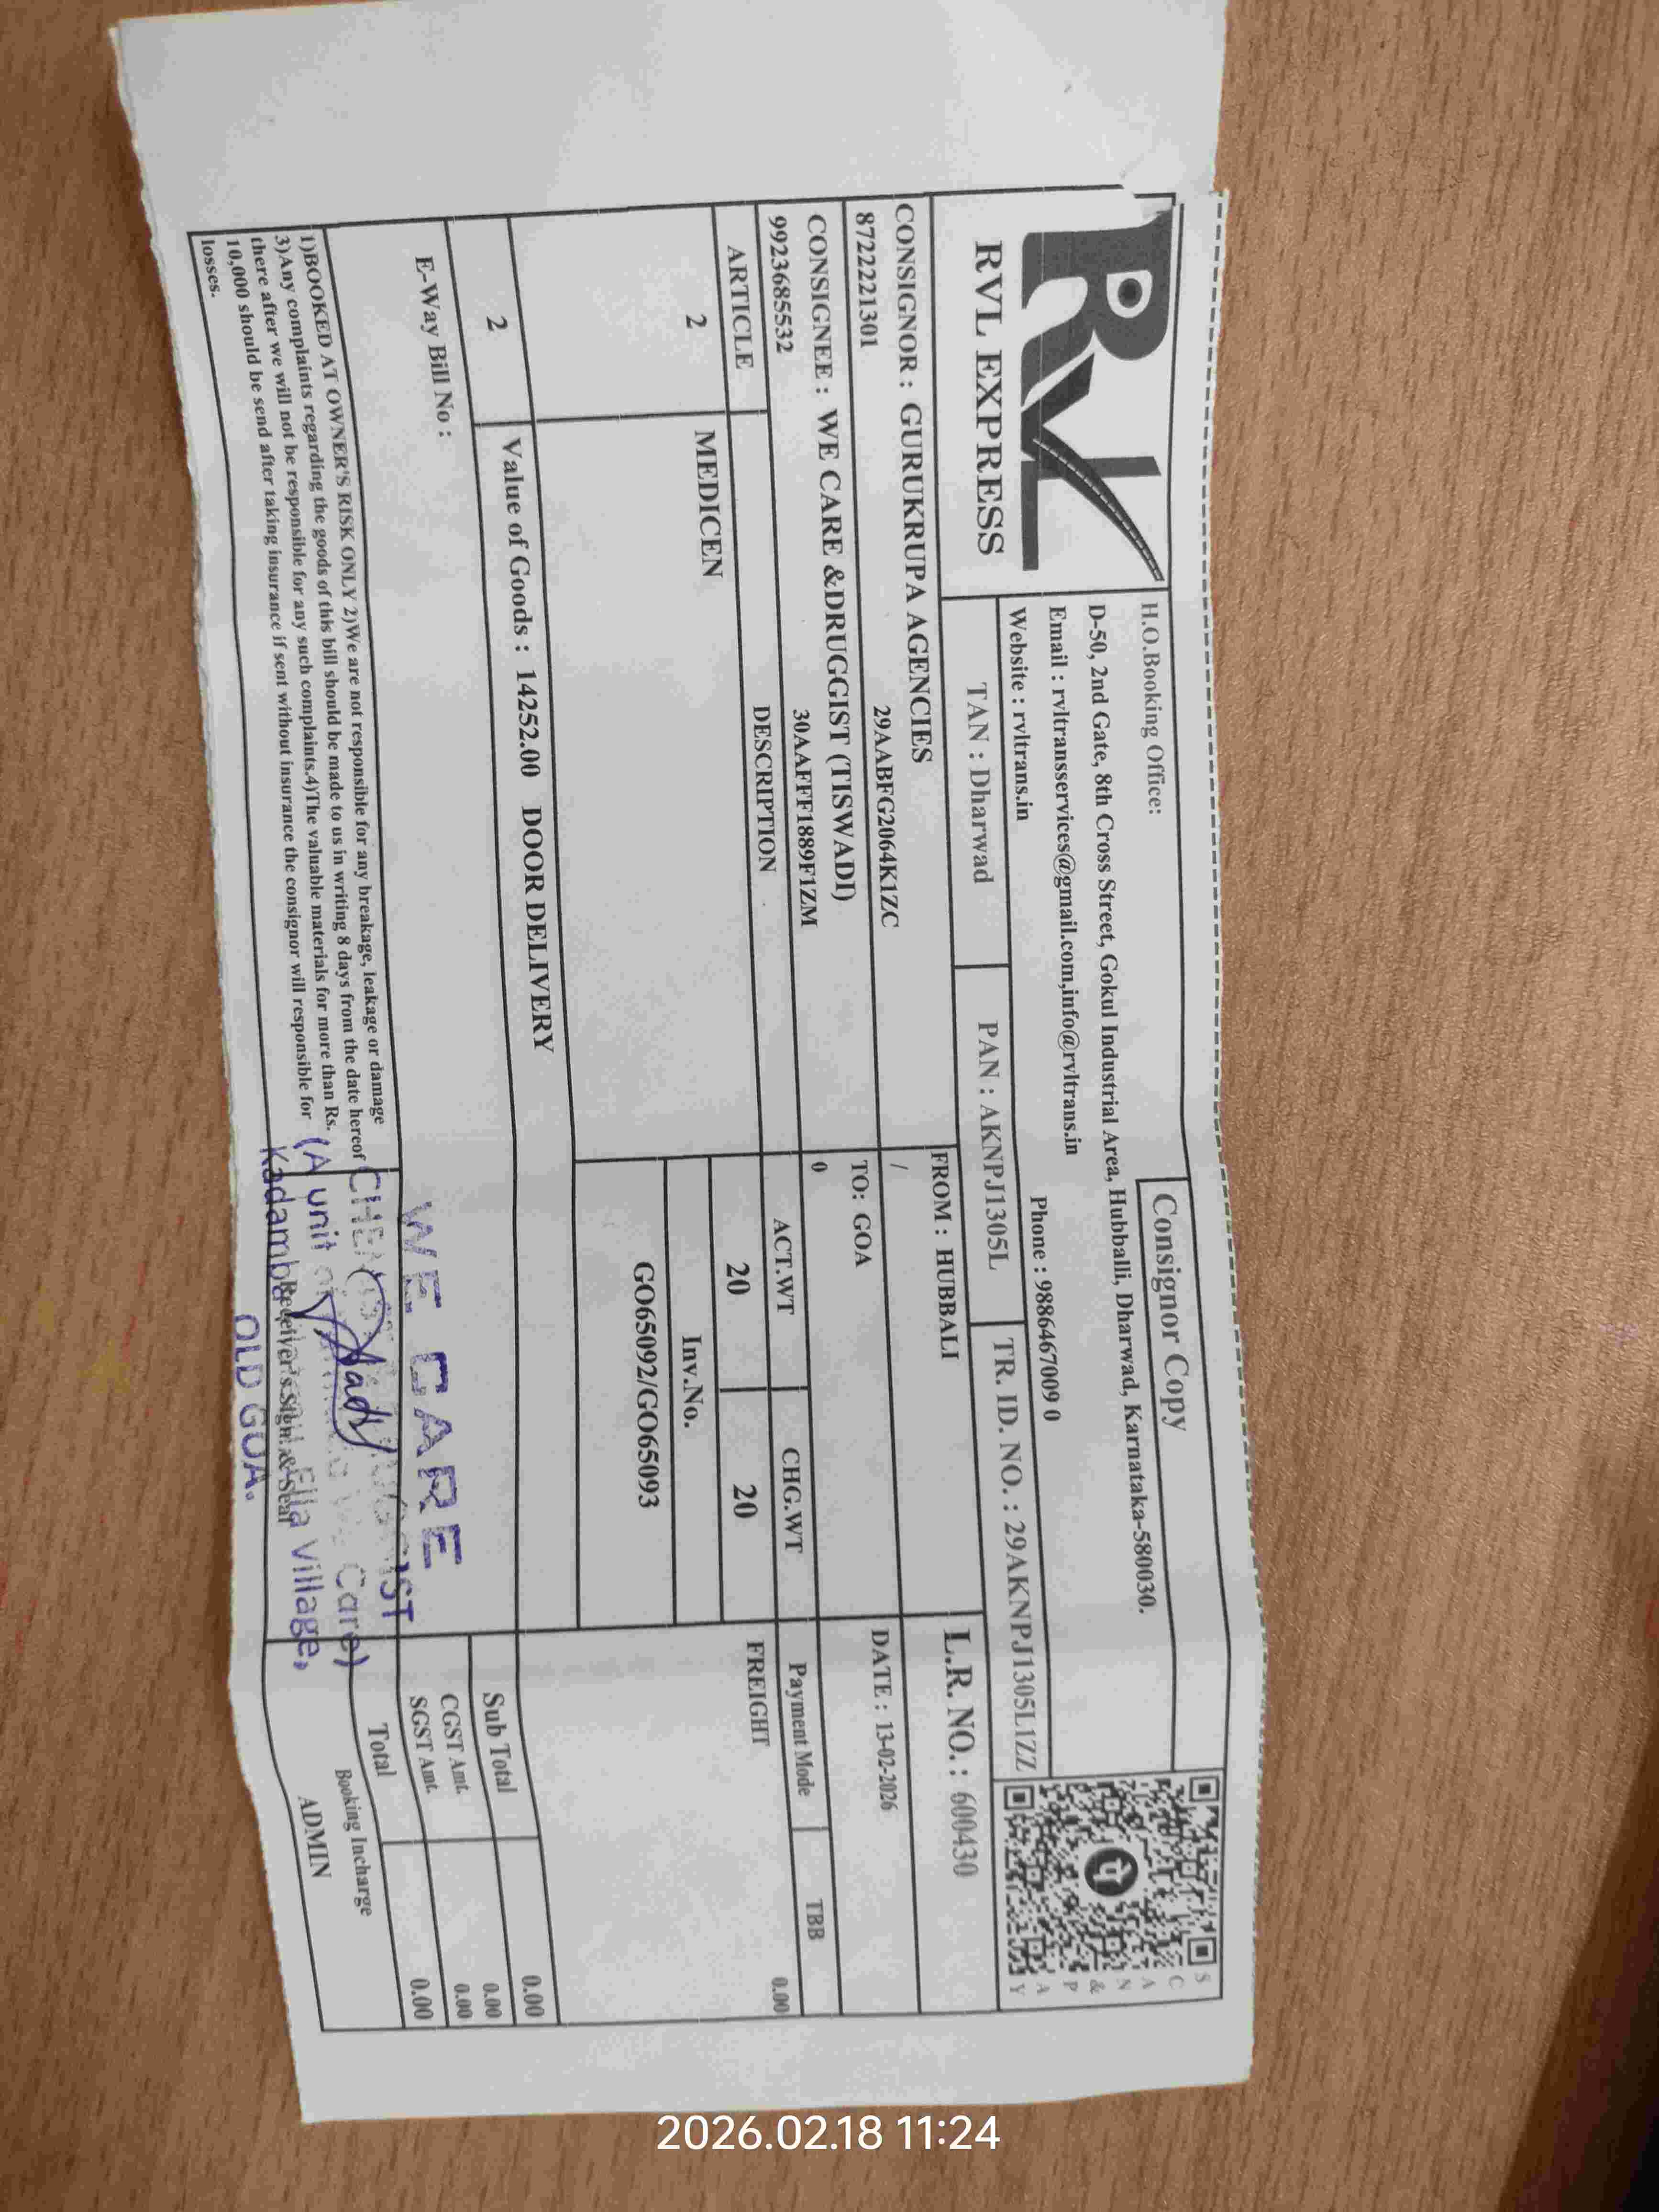 Consignor Copy
RVL
RVL EXPRESS
H.O.Booking Office:
D-50, 2nd Gate, 8th Cross Street, Gokul Industrial Area, Hubballi, Dharwad, Karnataka-580030.
Email : rvltransservices@gmail.com,info@rvltrans.in
Phone : 9886467009 0
Website : rvltrans.in
SCAN & PAY
TAN : Dharwad
PAN : AKNPJ1305L
TR. ID. NO. : 29AKNPJ1305L1ZZ
CONSIGNOR : GURUKRUPA AGENCIES
8722221301 29AABFG2064K1ZC
FROM : HUBBALI
/
L.R. NO. : 600430
CONSIGNEE : WE CARE &DRUGGIST (TISWADI)
9923685532 30AAFFF1889F1ZM
TO: GOA
0
DATE : 13-02-2026
ARTICLE DESCRIPTION ACT.WT CHG.WT Payment Mode TBB
2 MEDICEN 20 20 FREIGHT 0.00
Inv.No.
GO65092/GO65093
2 Value of Goods : 14252.00 DOOR DELIVERY 0.00
E-Way Bill No :
Sub Total 0.00
CGST Amt. 0.00
SGST Amt. 0.00
Total
1)BOOKED AT OWNER'S RISK ONLY 2)We are not responsible for any breakage, leakage or damage
3)Any complaints regarding the goods of this bill should be made to us in writing 8 days from the date hereof
there after we will not be responsible for any such complaints.4)The valuable materials for more than Rs.
10,000 should be send after taking insurance if sent without insurance the consignor will responsible for
losses.
WE CARE
(A unit Care)
Kadamba Ella Village,
OLD GOA.
Receiver's Sign & Seal
Booking Incharge
ADMIN
2026.02.18 11:24